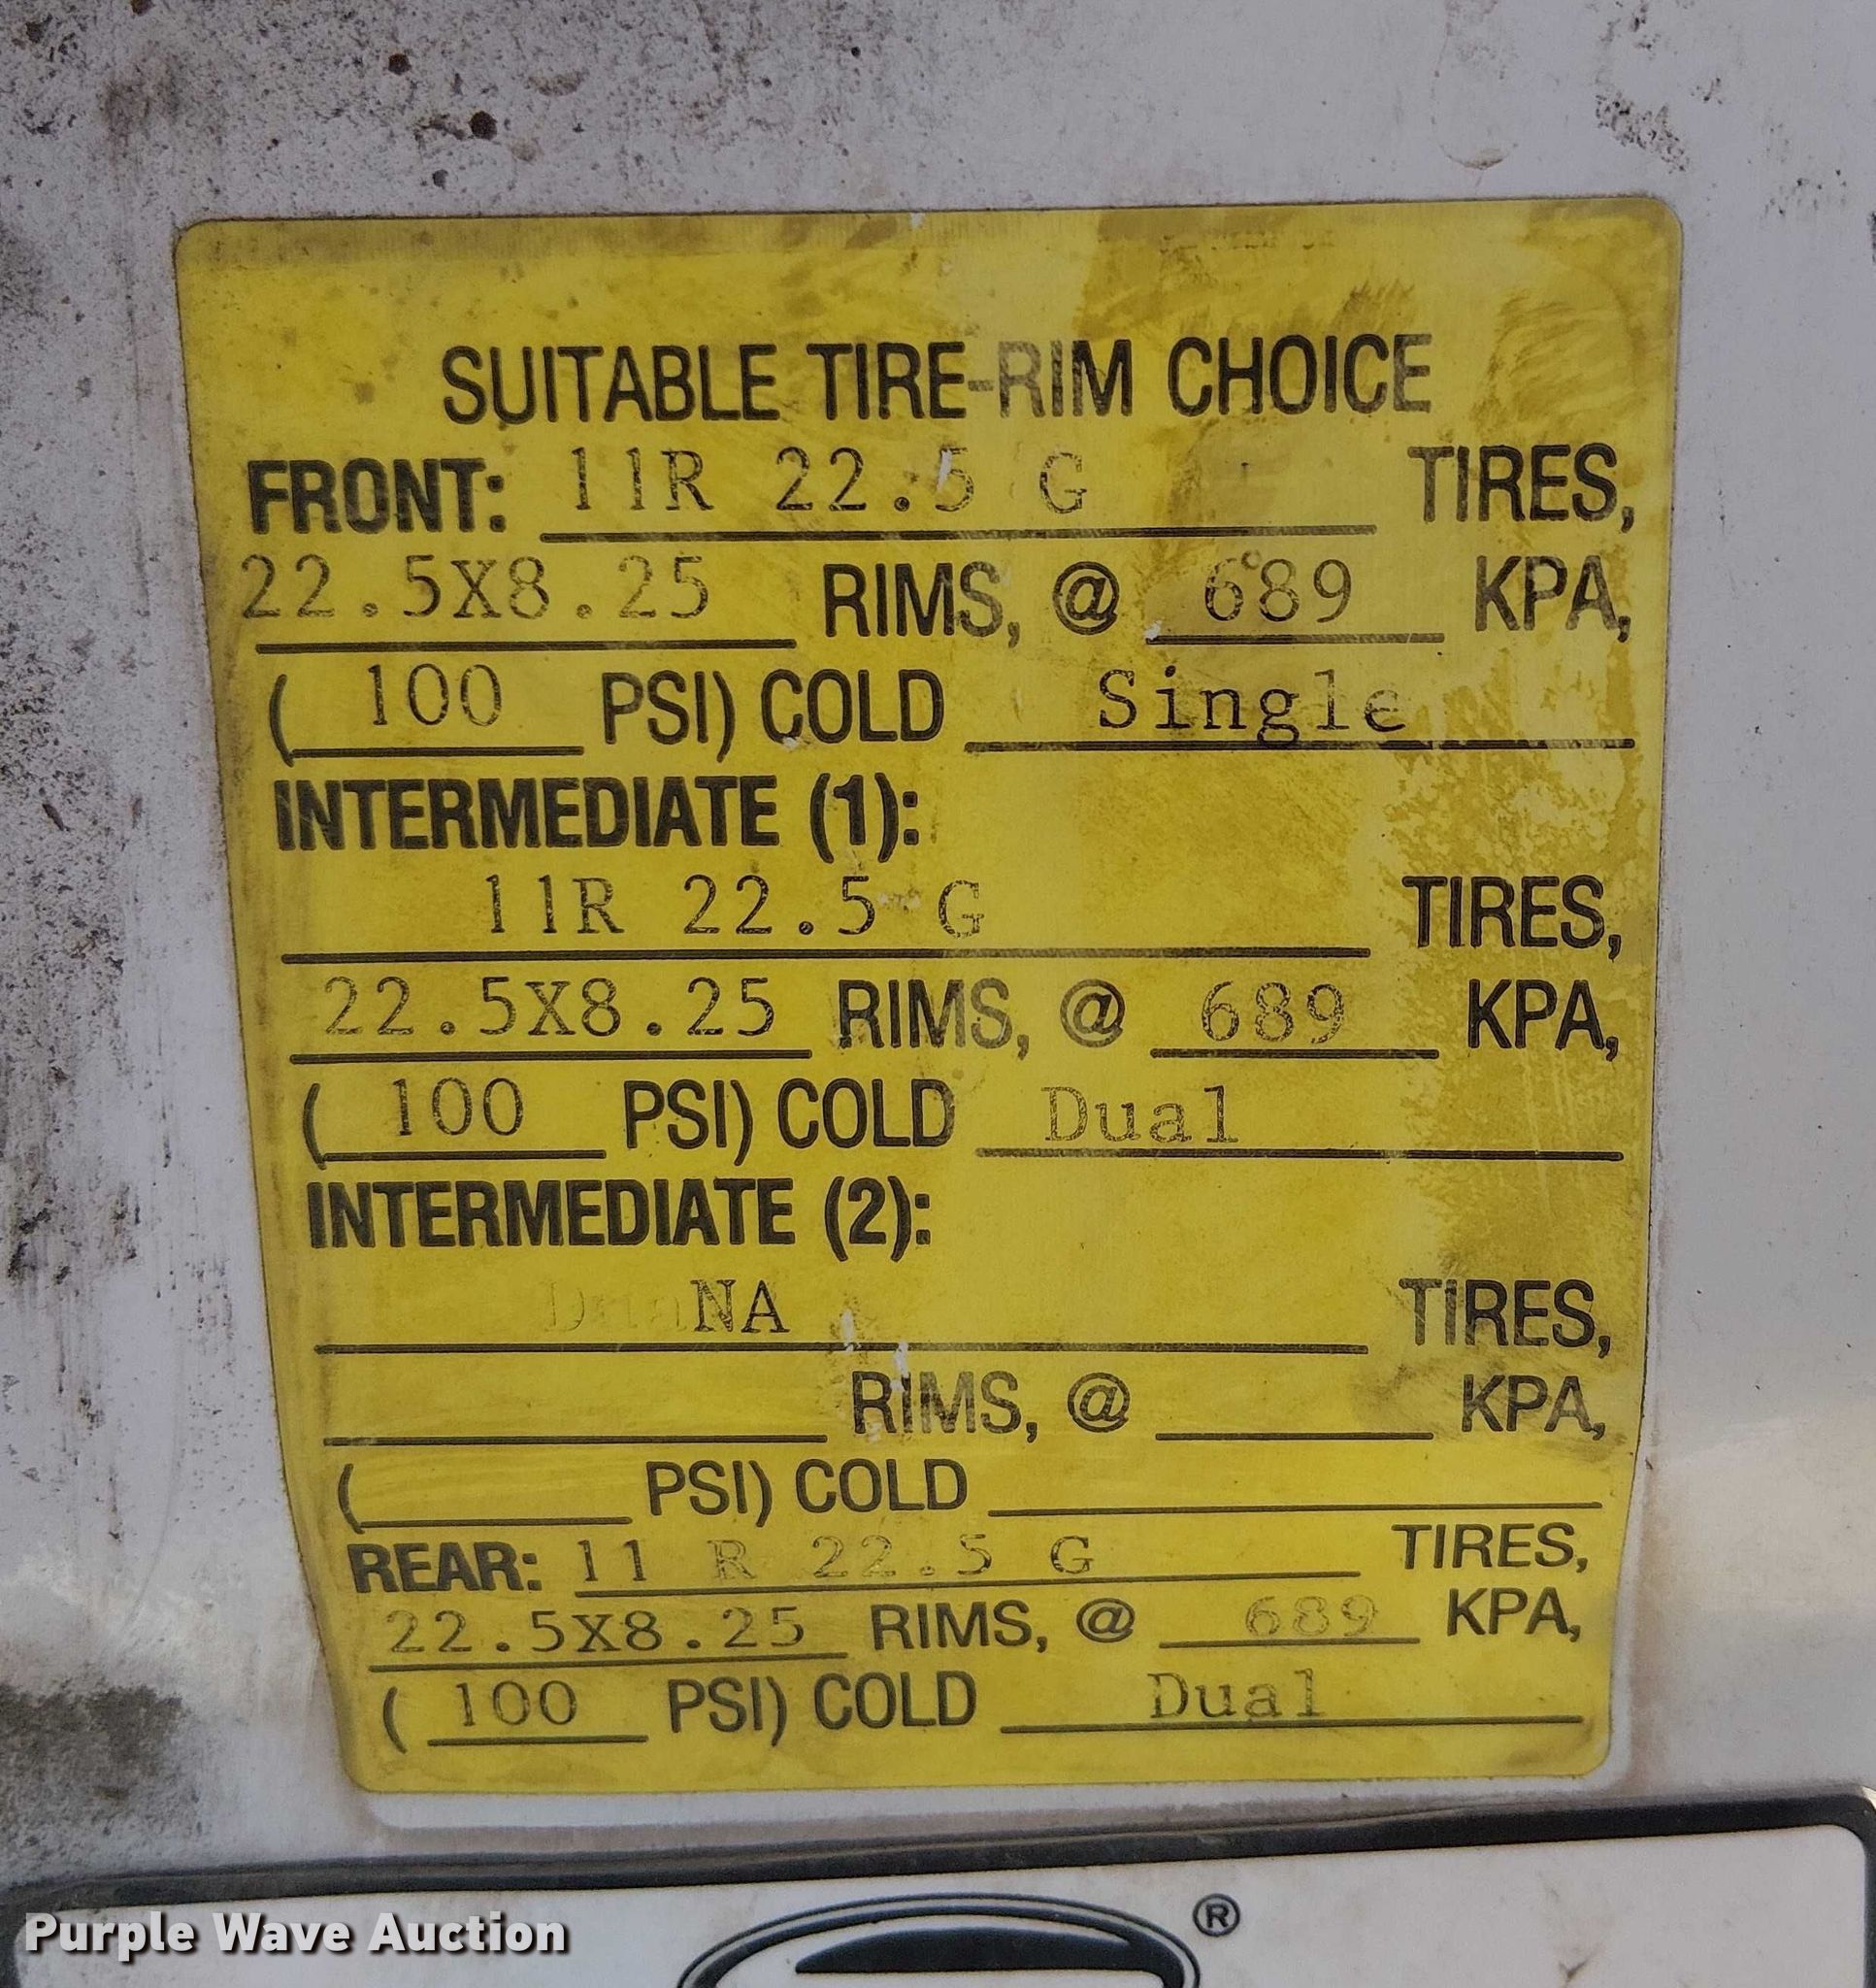 SUITABLE TIRE-RIM CHOICE
FRONT: 11R 22.5 G TIRES,
22.5X8.25 RIMS, @ 689 KPA,
( 100 PSI) COLD Single
INTERMEDIATE (1):
11R 22.5 G TIRES,
22.5X8.25 RIMS, @ 689 KPA,
( 100 PSI) COLD Dual
INTERMEDIATE (2):
NA TIRES,
RIMS, @ KPA,
( PSI) COLD
REAR: 11 R 22.5 G TIRES,
22.5X8.25 RIMS, @ 689 KPA,
( 100 PSI) COLD Dual
®
Purple Wave Auction